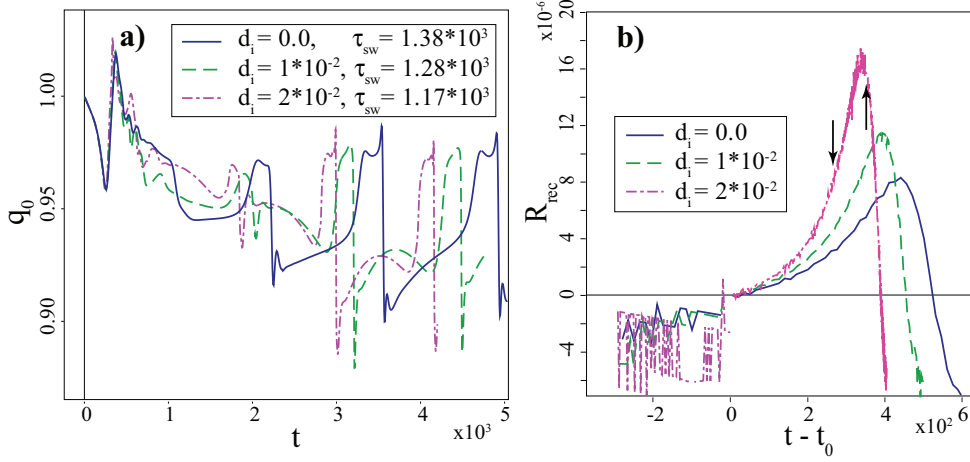 a)
d_i = 0.0, τ_sw = 1.38*10^3
d_i = 1*10^-2, τ_sw = 1.28*10^3
d_i = 2*10^-2, τ_sw = 1.17*10^3
q_0
1.00
0.95
0.90
0
1
2
3
4
5
x10^3
t
b)
x10^-6
20
16
12
8
4
0
-4
R_rec
d_i = 0.0
d_i = 1*10^-2
d_i = 2*10^-2
-2
0
2
4
6
x10^2
t - t_0